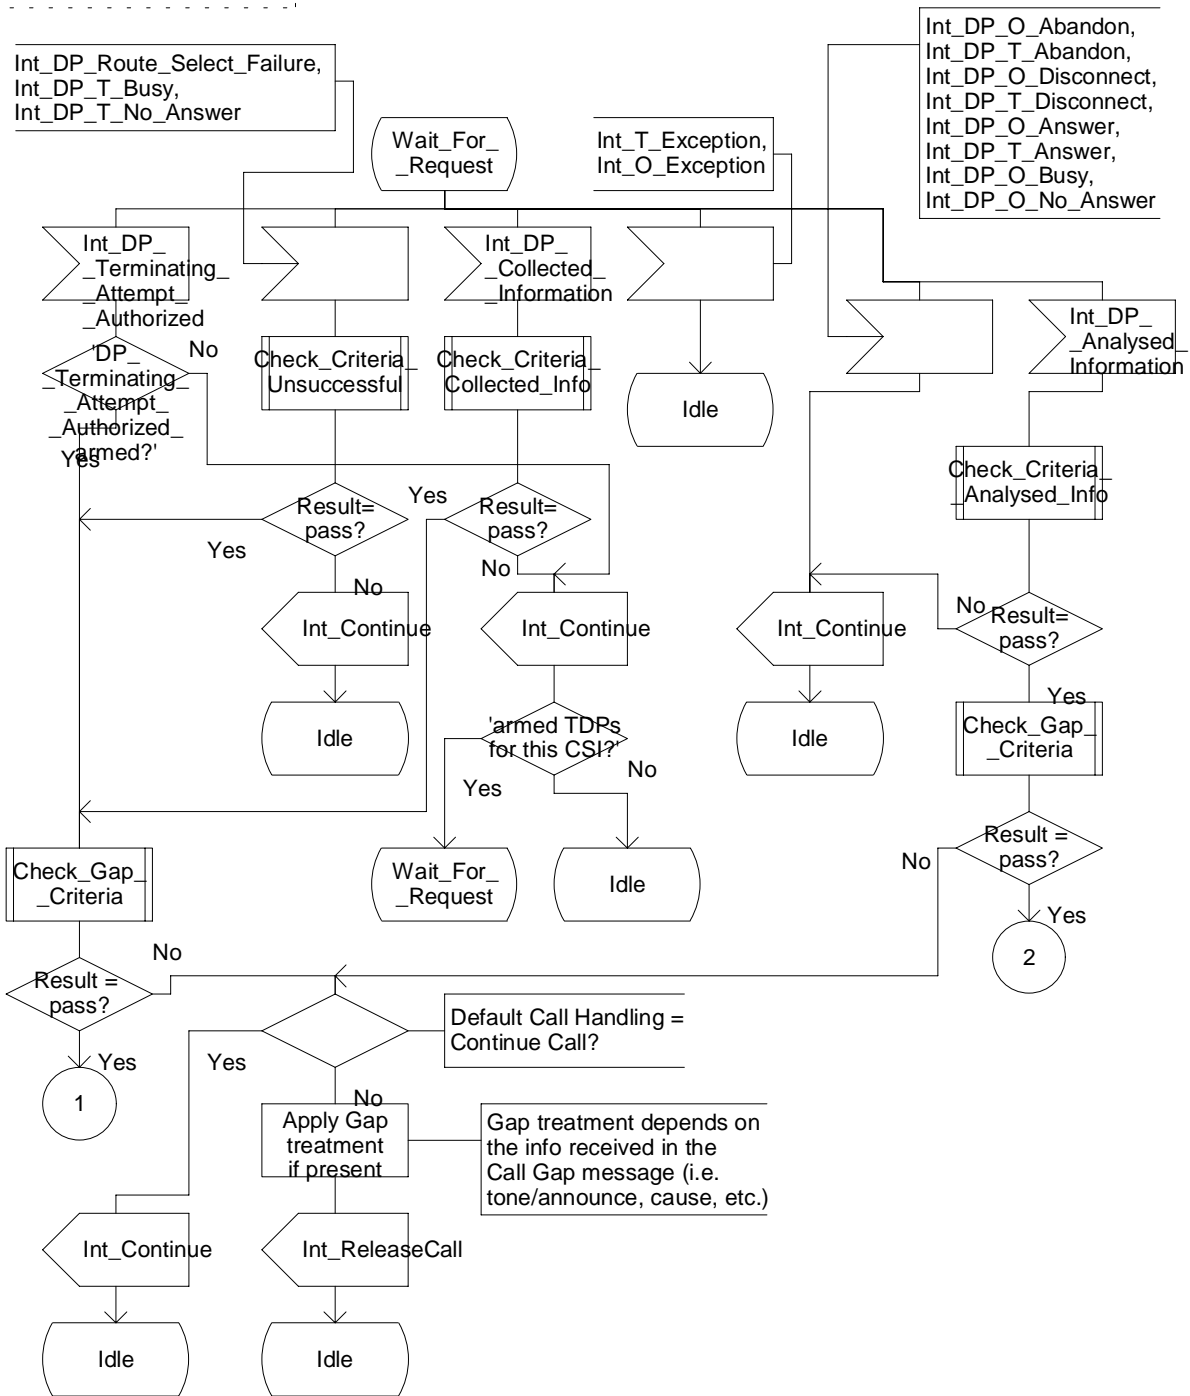 Int_DP_Route_Select_Failure,
Int_DP_T_Busy,
Int_DP_T_No_Answer
Wait_For_
_Request
Int_T_Exception,
Int_O_Exception
Int_DP_O_Abandon,
Int_DP_T_Abandon,
Int_DP_O_Disconnect,
Int_DP_T_Disconnect,
Int_DP_O_Answer,
Int_DP_T_Answer,
Int_DP_O_Busy,
Int_DP_O_No_Answer
Int_DP_
_Terminating_
_Attempt_
_Authorized
Int_DP_
_Collected_
_Information
Int_DP_
_Analysed_
_Information
'DP_
_Terminating_
_Attempt_
_Authorized_
armed?'
No
Yes
Check_Criteria_
Unsuccessful
Check_Criteria_
Collected_Info
Idle
Check_Criteria_
_Analysed_Info
Result=
pass?
Yes
No
Result=
pass?
Yes
No
Result=
pass?
No
Yes
Int_Continue
Int_Continue
Int_Continue
Idle
'armed TDPs
for this CSI?'
Yes
No
Idle
Check_Gap_
_Criteria
Check_Gap_
_Criteria
Wait_For_
_Request
Idle
Result =
pass?
No
Yes
2
Result =
pass?
No
Yes
1
Default Call Handling =
Continue Call?
Yes
No
Apply Gap
treatment
if present
Gap treatment depends on
the info received in the
Call Gap message (i.e.
tone/announce, cause, etc.)
Int_Continue
Int_ReleaseCall
Idle
Idle